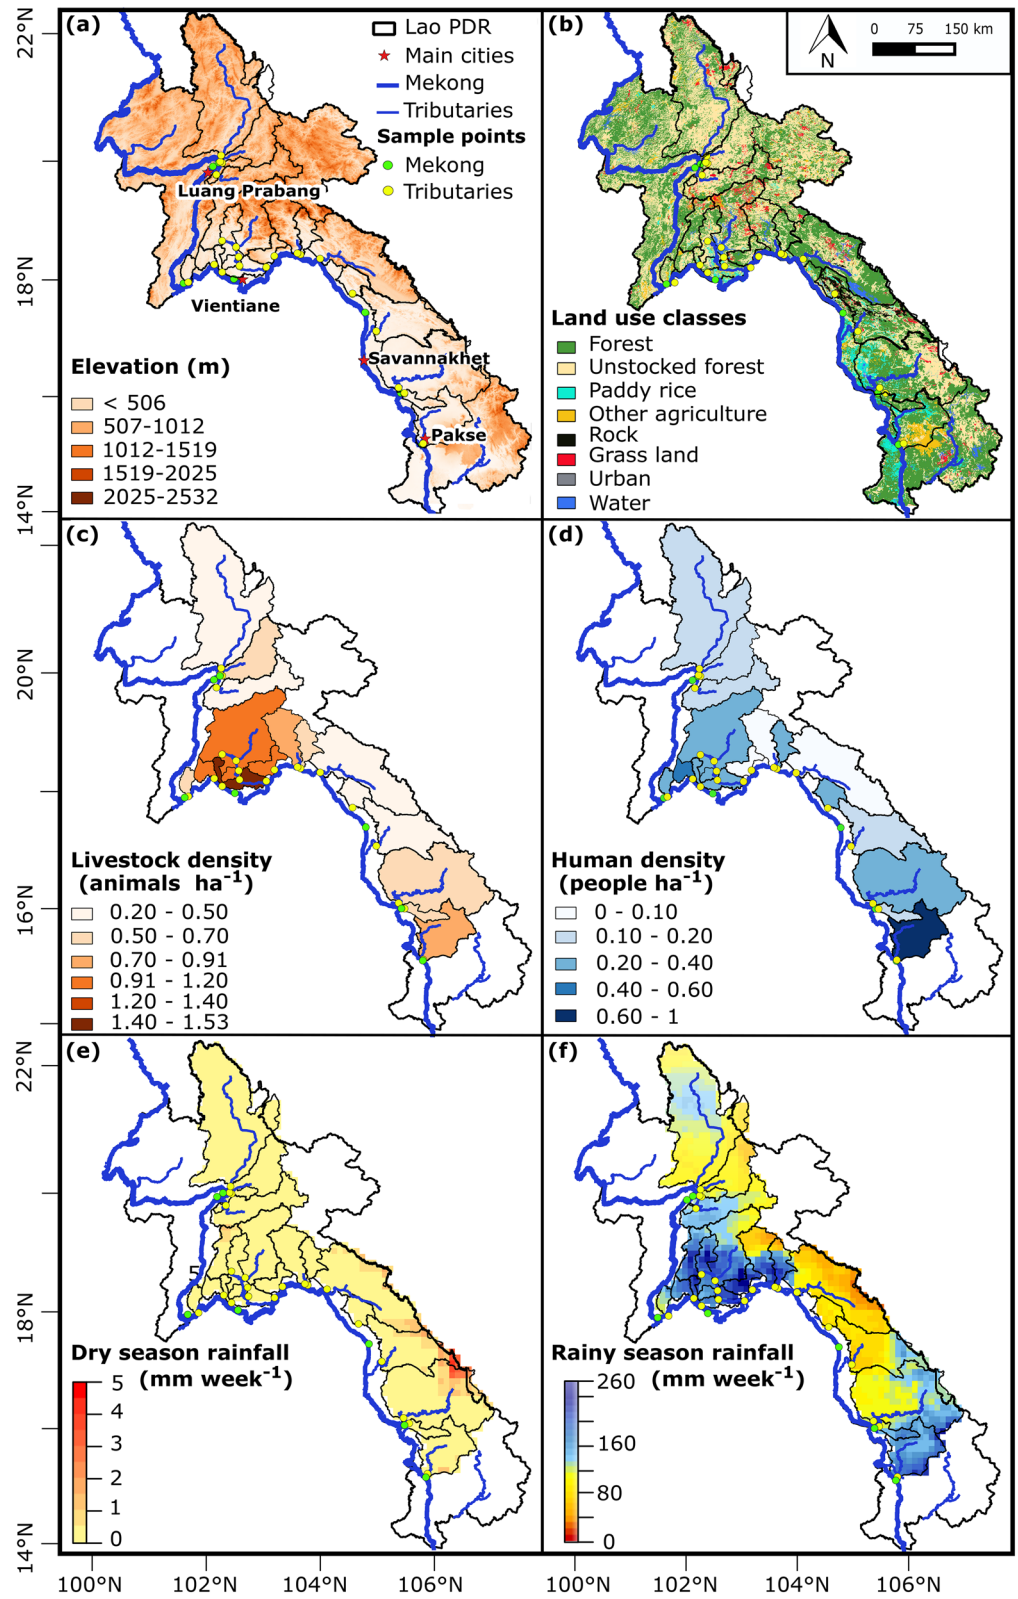 (a)
Lao PDR
Main cities
Mekong
Tributaries
Sample points
Mekong
Tributaries
Luang Prabang
Vientiane
Savannakhet
Pakse
Elevation (m)
< 506
507-1012
1012-1519
1519-2025
2025-2532
22°N
18°N
14°N
(b)
0 75 150 km
N
Land use classes
Forest
Unstocked forest
Paddy rice
Other agriculture
Rock
Grass land
Urban
Water
(c)
Livestock density
(animals ha⁻¹)
0.20 - 0.50
0.50 - 0.70
0.70 - 0.91
0.91 - 1.20
1.20 - 1.40
1.40 - 1.53
20°N
16°N
(d)
Human density
(people ha⁻¹)
0 - 0.10
0.10 - 0.20
0.20 - 0.40
0.40 - 0.60
0.60 - 1
(e)
5
Dry season rainfall
(mm week⁻¹)
5
4
3
2
1
0
22°N
18°N
14°N
(f)
Rainy season rainfall
(mm week⁻¹)
260
160
80
0
100°N 102°N 104°N 106°N
100°N 102°N 104°N 106°N